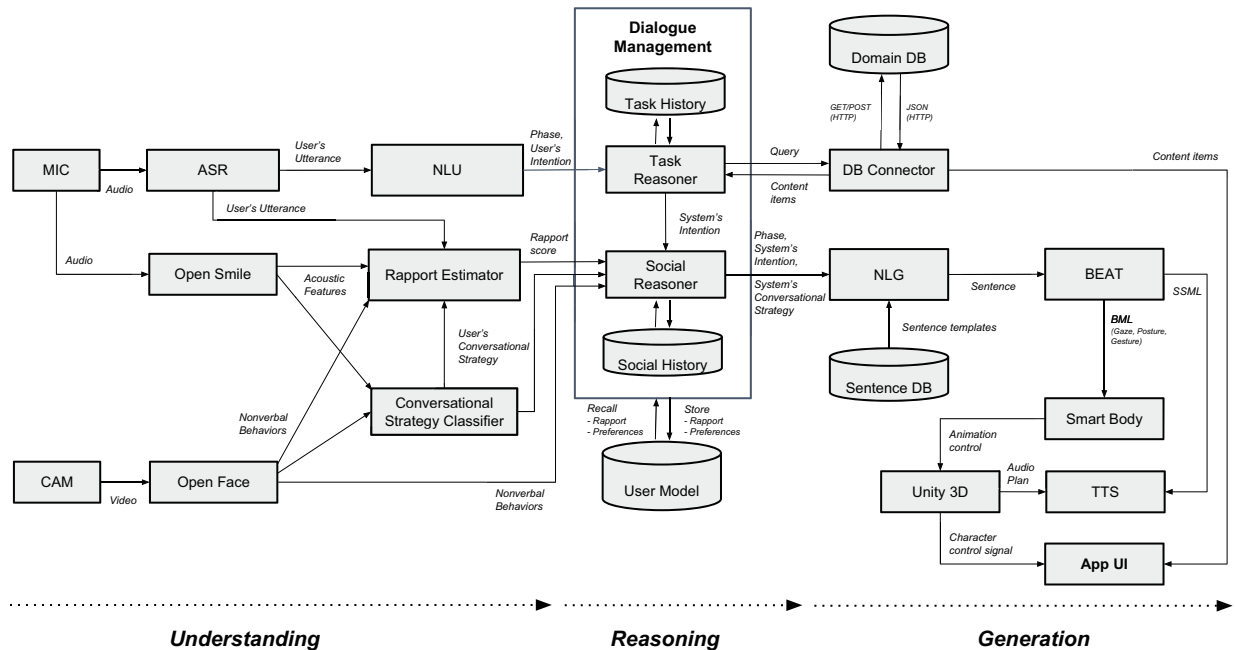 Dialogue
Management
Task History
Domain DB
GET/POST
(HTTP)
JSON
(HTTP)
MIC
Audio
ASR
User's
Utterance
NLU
Phase,
User's
Intention
Task
Reasoner
Query
Content
items
DB Connector
Content items
User's Utterance
System's
Intention
Audio
Open Smile
Acoustic
Features
Rapport Estimator
Rapport
score
Social
Reasoner
Phase,
System's
Intention,
System's
Conversational
Strategy
NLG
Sentence
BEAT
SSML
BML
(Gaze, Posture,
Gesture)
User's
Conversational
Strategy
Social History
Sentence templates
Sentence DB
Nonverbal
Behaviors
Conversational
Strategy Classifier
Recall
- Rapport
- Preferences
Store
- Rapport
- Preferences
Smart Body
Animation
control
CAM
Video
Open Face
Nonverbal
Behaviors
User Model
Unity 3D
Audio
Plan
TTS
Character
control signal
App UI
Understanding
Reasoning
Generation